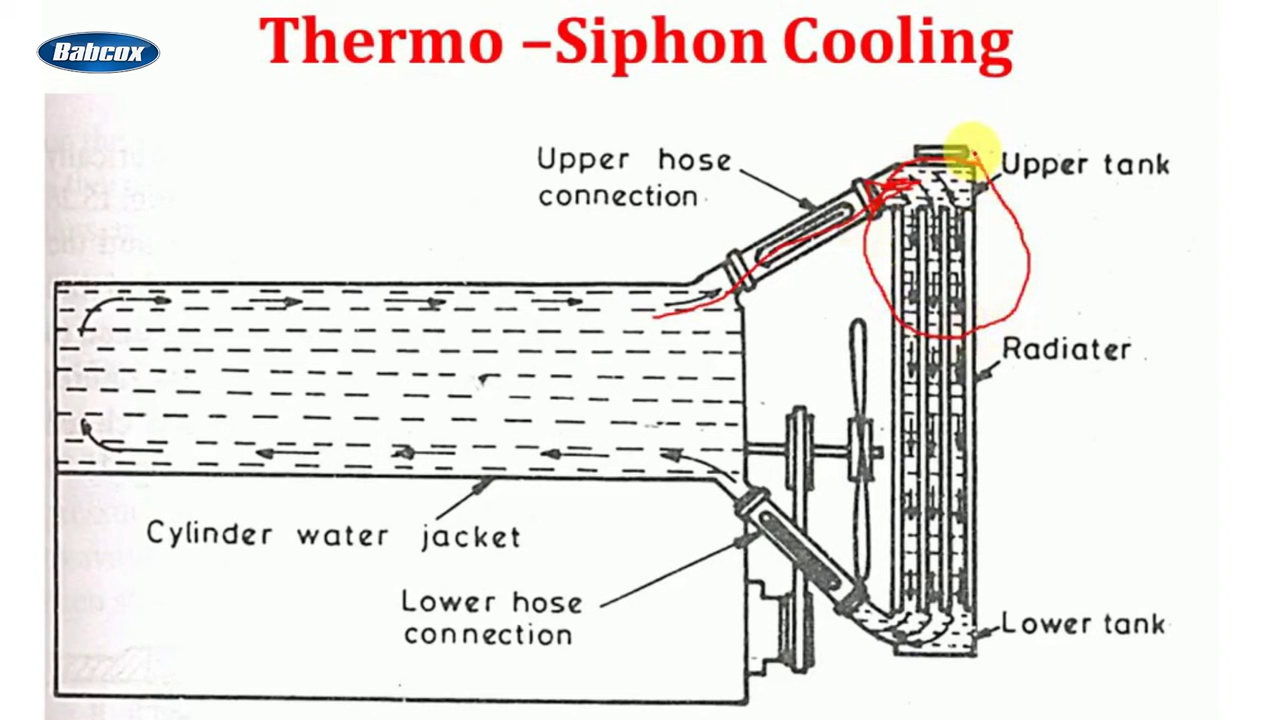 Babcox
Thermo –Siphon Cooling
Upper hose
connection
Upper tank
Radiater
Cylinder water jacket
Lower hose
connection
Lower tank